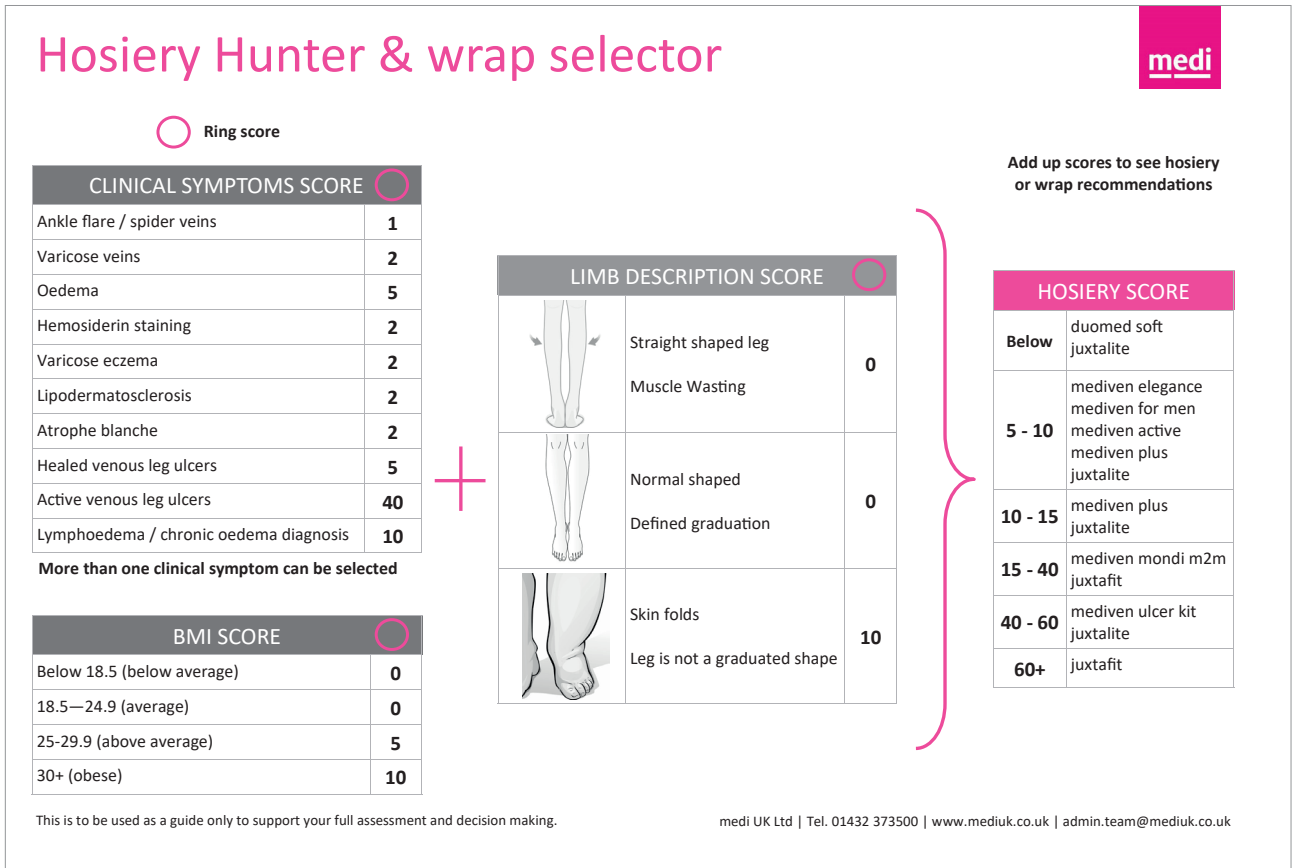 Hosiery Hunter & wrap selector
medi
Ring score
CLINICAL SYMPTOMS SCORE
Ankle flare / spider veins 1
Varicose veins 2
Oedema 5
Hemosiderin staining 2
Varicose eczema 2
Lipodermatosclerosis 2
Atrophe blanche 2
Healed venous leg ulcers 5
Active venous leg ulcers 40
Lymphoedema / chronic oedema diagnosis 10
More than one clinical symptom can be selected
BMI SCORE
Below 18.5 (below average) 0
18.5—24.9 (average) 0
25-29.9 (above average) 5
30+ (obese) 10
+
LIMB DESCRIPTION SCORE
Straight shaped leg
Muscle Wasting
0
Normal shaped
Defined graduation
0
Skin folds
Leg is not a graduated shape
10
Add up scores to see hosiery
or wrap recommendations
HOSIERY SCORE
Below
duomed soft
juxtalite
5 - 10
mediven elegance
mediven for men
mediven active
mediven plus
juxtalite
10 - 15
mediven plus
juxtalite
15 - 40
mediven mondi m2m
juxtafit
40 - 60
mediven ulcer kit
juxtalite
60+
juxtafit
This is to be used as a guide only to support your full assessment and decision making.
medi UK Ltd | Tel. 01432 373500 | www.mediuk.co.uk | admin.team@mediuk.co.uk